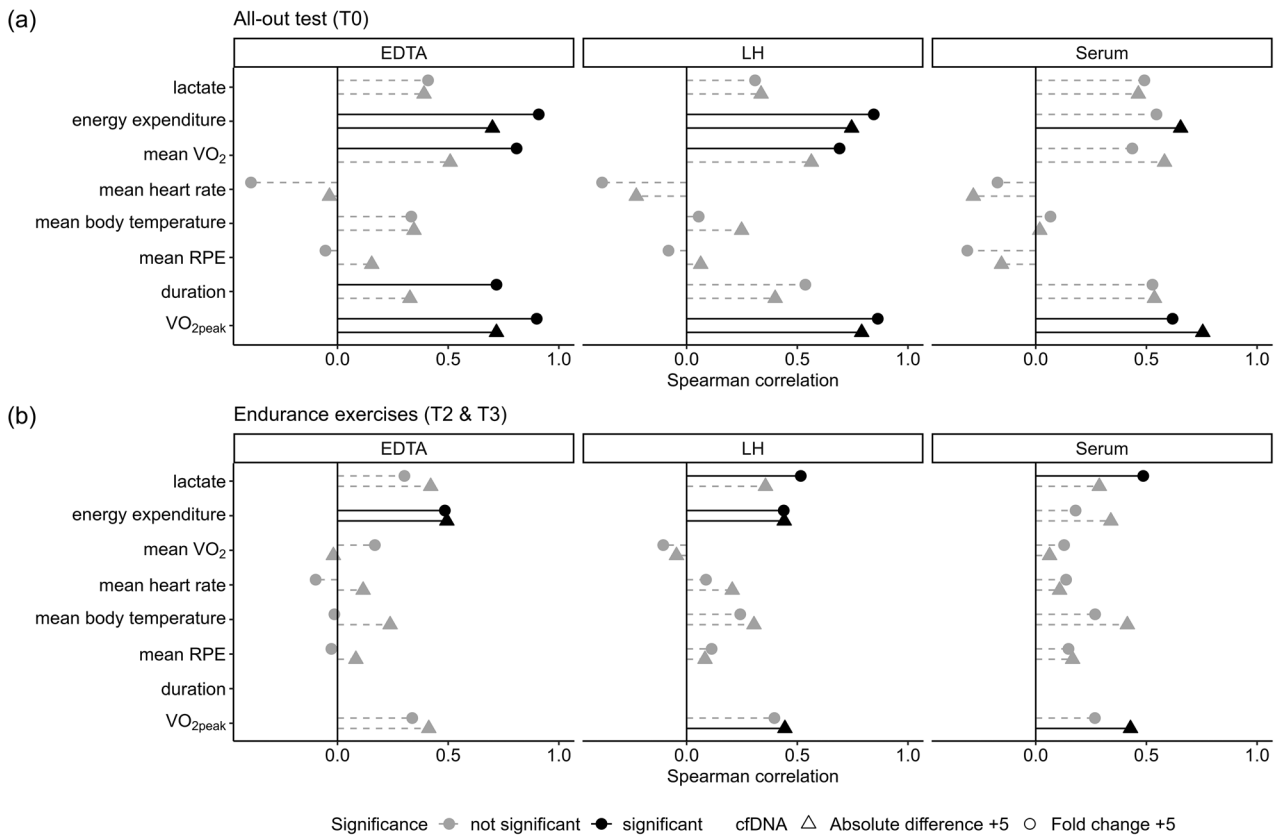 (a)
All-out test (T0)
EDTA LH Serum
lactate
energy expenditure
mean VO2
mean heart rate
mean body temperature
mean RPE
duration
VO2peak
0.0 0.5 1.0 0.0 0.5 1.0 0.0 0.5 1.0
Spearman correlation
(b)
Endurance exercises (T2 & T3)
EDTA LH Serum
lactate
energy expenditure
mean VO2
mean heart rate
mean body temperature
mean RPE
duration
VO2peak
0.0 0.5 1.0 0.0 0.5 1.0 0.0 0.5 1.0
Spearman correlation
Significance not significant significant cfDNA Absolute difference +5 Fold change +5